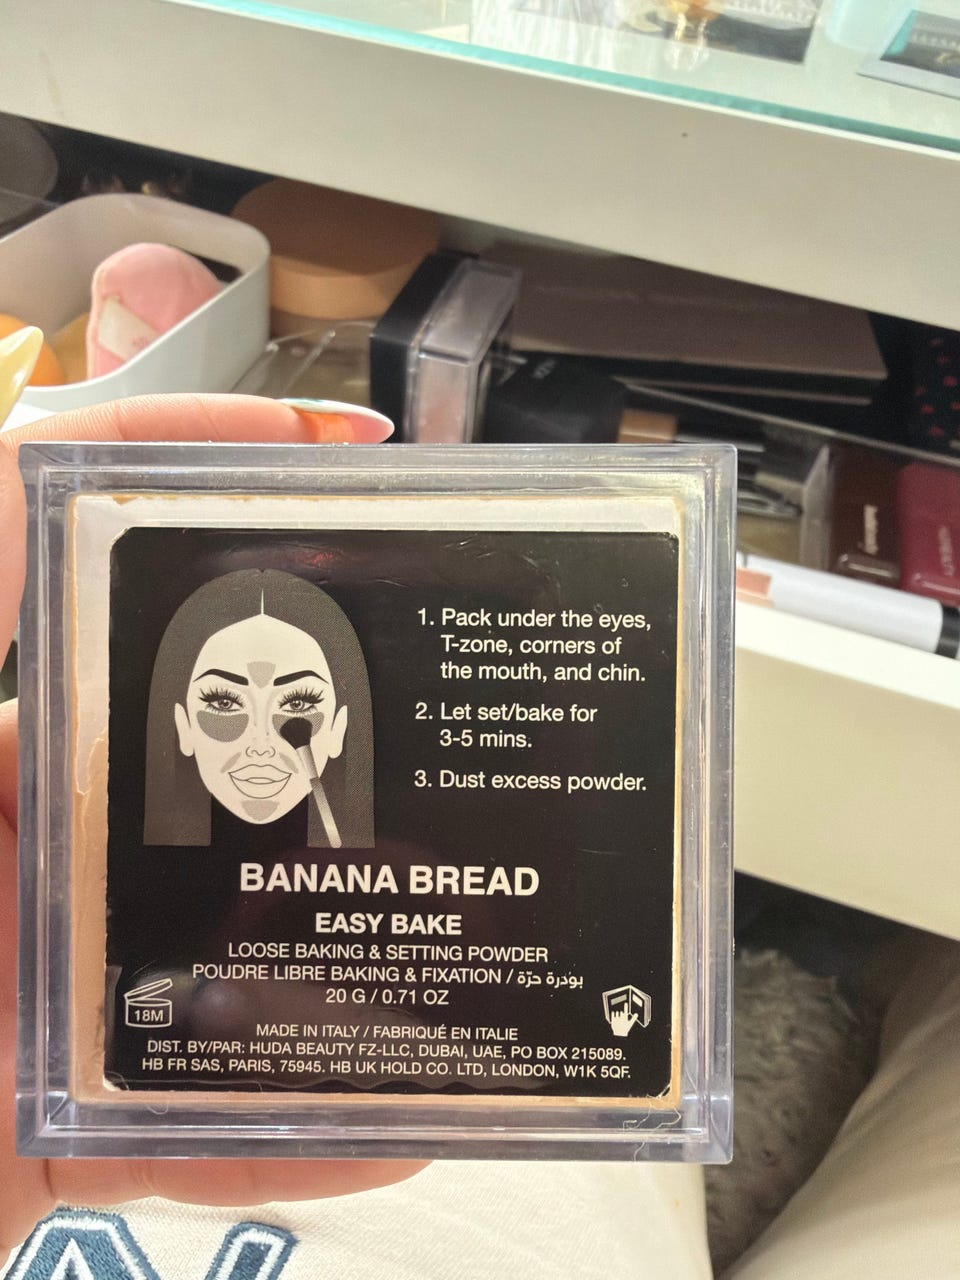 1. Pack under the eyes,
T-zone, corners of
the mouth, and chin.
2. Let set/bake for
3-5 mins.
3. Dust excess powder.
BANANA BREAD
EASY BAKE
LOOSE BAKING & SETTING POWDER
POUDRE LIBRE BAKING & FIXATION / بودرة حرّة
20 G / 0.71 OZ
18M
MADE IN ITALY / FABRIQUÉ EN ITALIE
DIST. BY/PAR: HUDA BEAUTY FZ-LLC, DUBAI, UAE, PO BOX 215089.
HB FR SAS, PARIS, 75945. HB UK HOLD CO. LTD, LONDON, W1K 5QF.